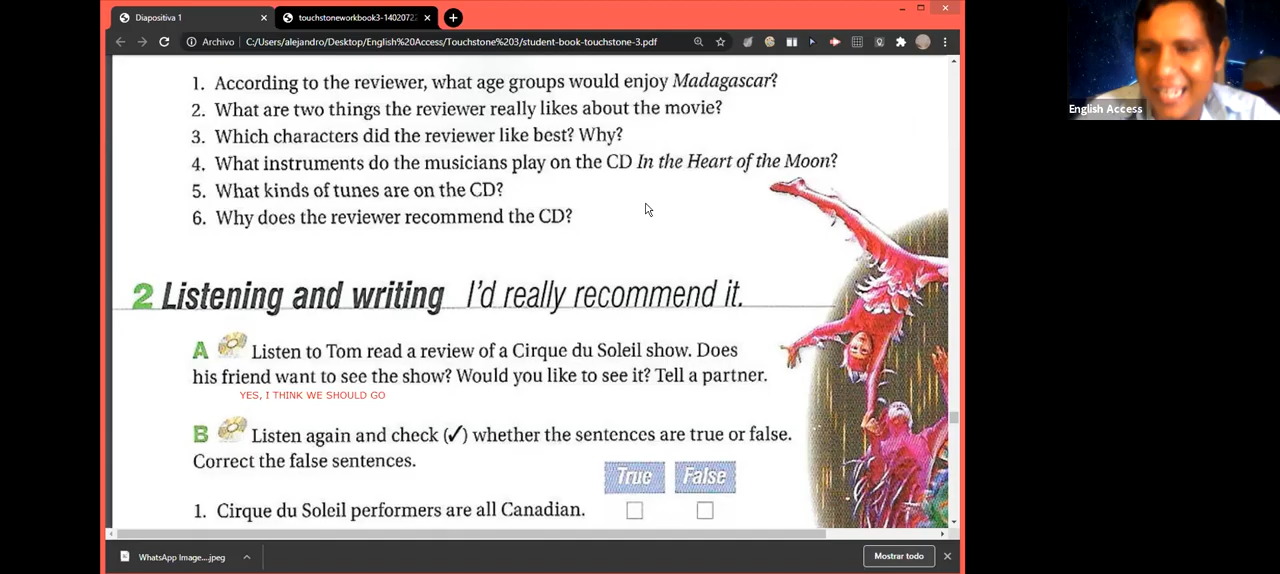 Diapositiva 1
touchstoneworkbook3-14020722
Archivo
C:/Users/alejandro/Desktop/English%20Access/Touchstone%203/student-book-touchstone-3.pdf
English Access
1. According to the reviewer, what age groups would enjoy Madagascar?
2. What are two things the reviewer really likes about the movie?
3. Which characters did the reviewer like best? Why?
4. What instruments do the musicians play on the CD In the Heart of the Moon?
5. What kinds of tunes are on the CD?
6. Why does the reviewer recommend the CD?
2 Listening and writing I'd really recommend it.
A Listen to Tom read a review of a Cirque du Soleil show. Does
his friend want to see the show? Would you like to see it? Tell a partner.
YES, I THINK WE SHOULD GO
B Listen again and check (✓) whether the sentences are true or false.
Correct the false sentences.
True False
1. Cirque du Soleil performers are all Canadian.
WhatsApp Image....jpeg
Mostrar todo